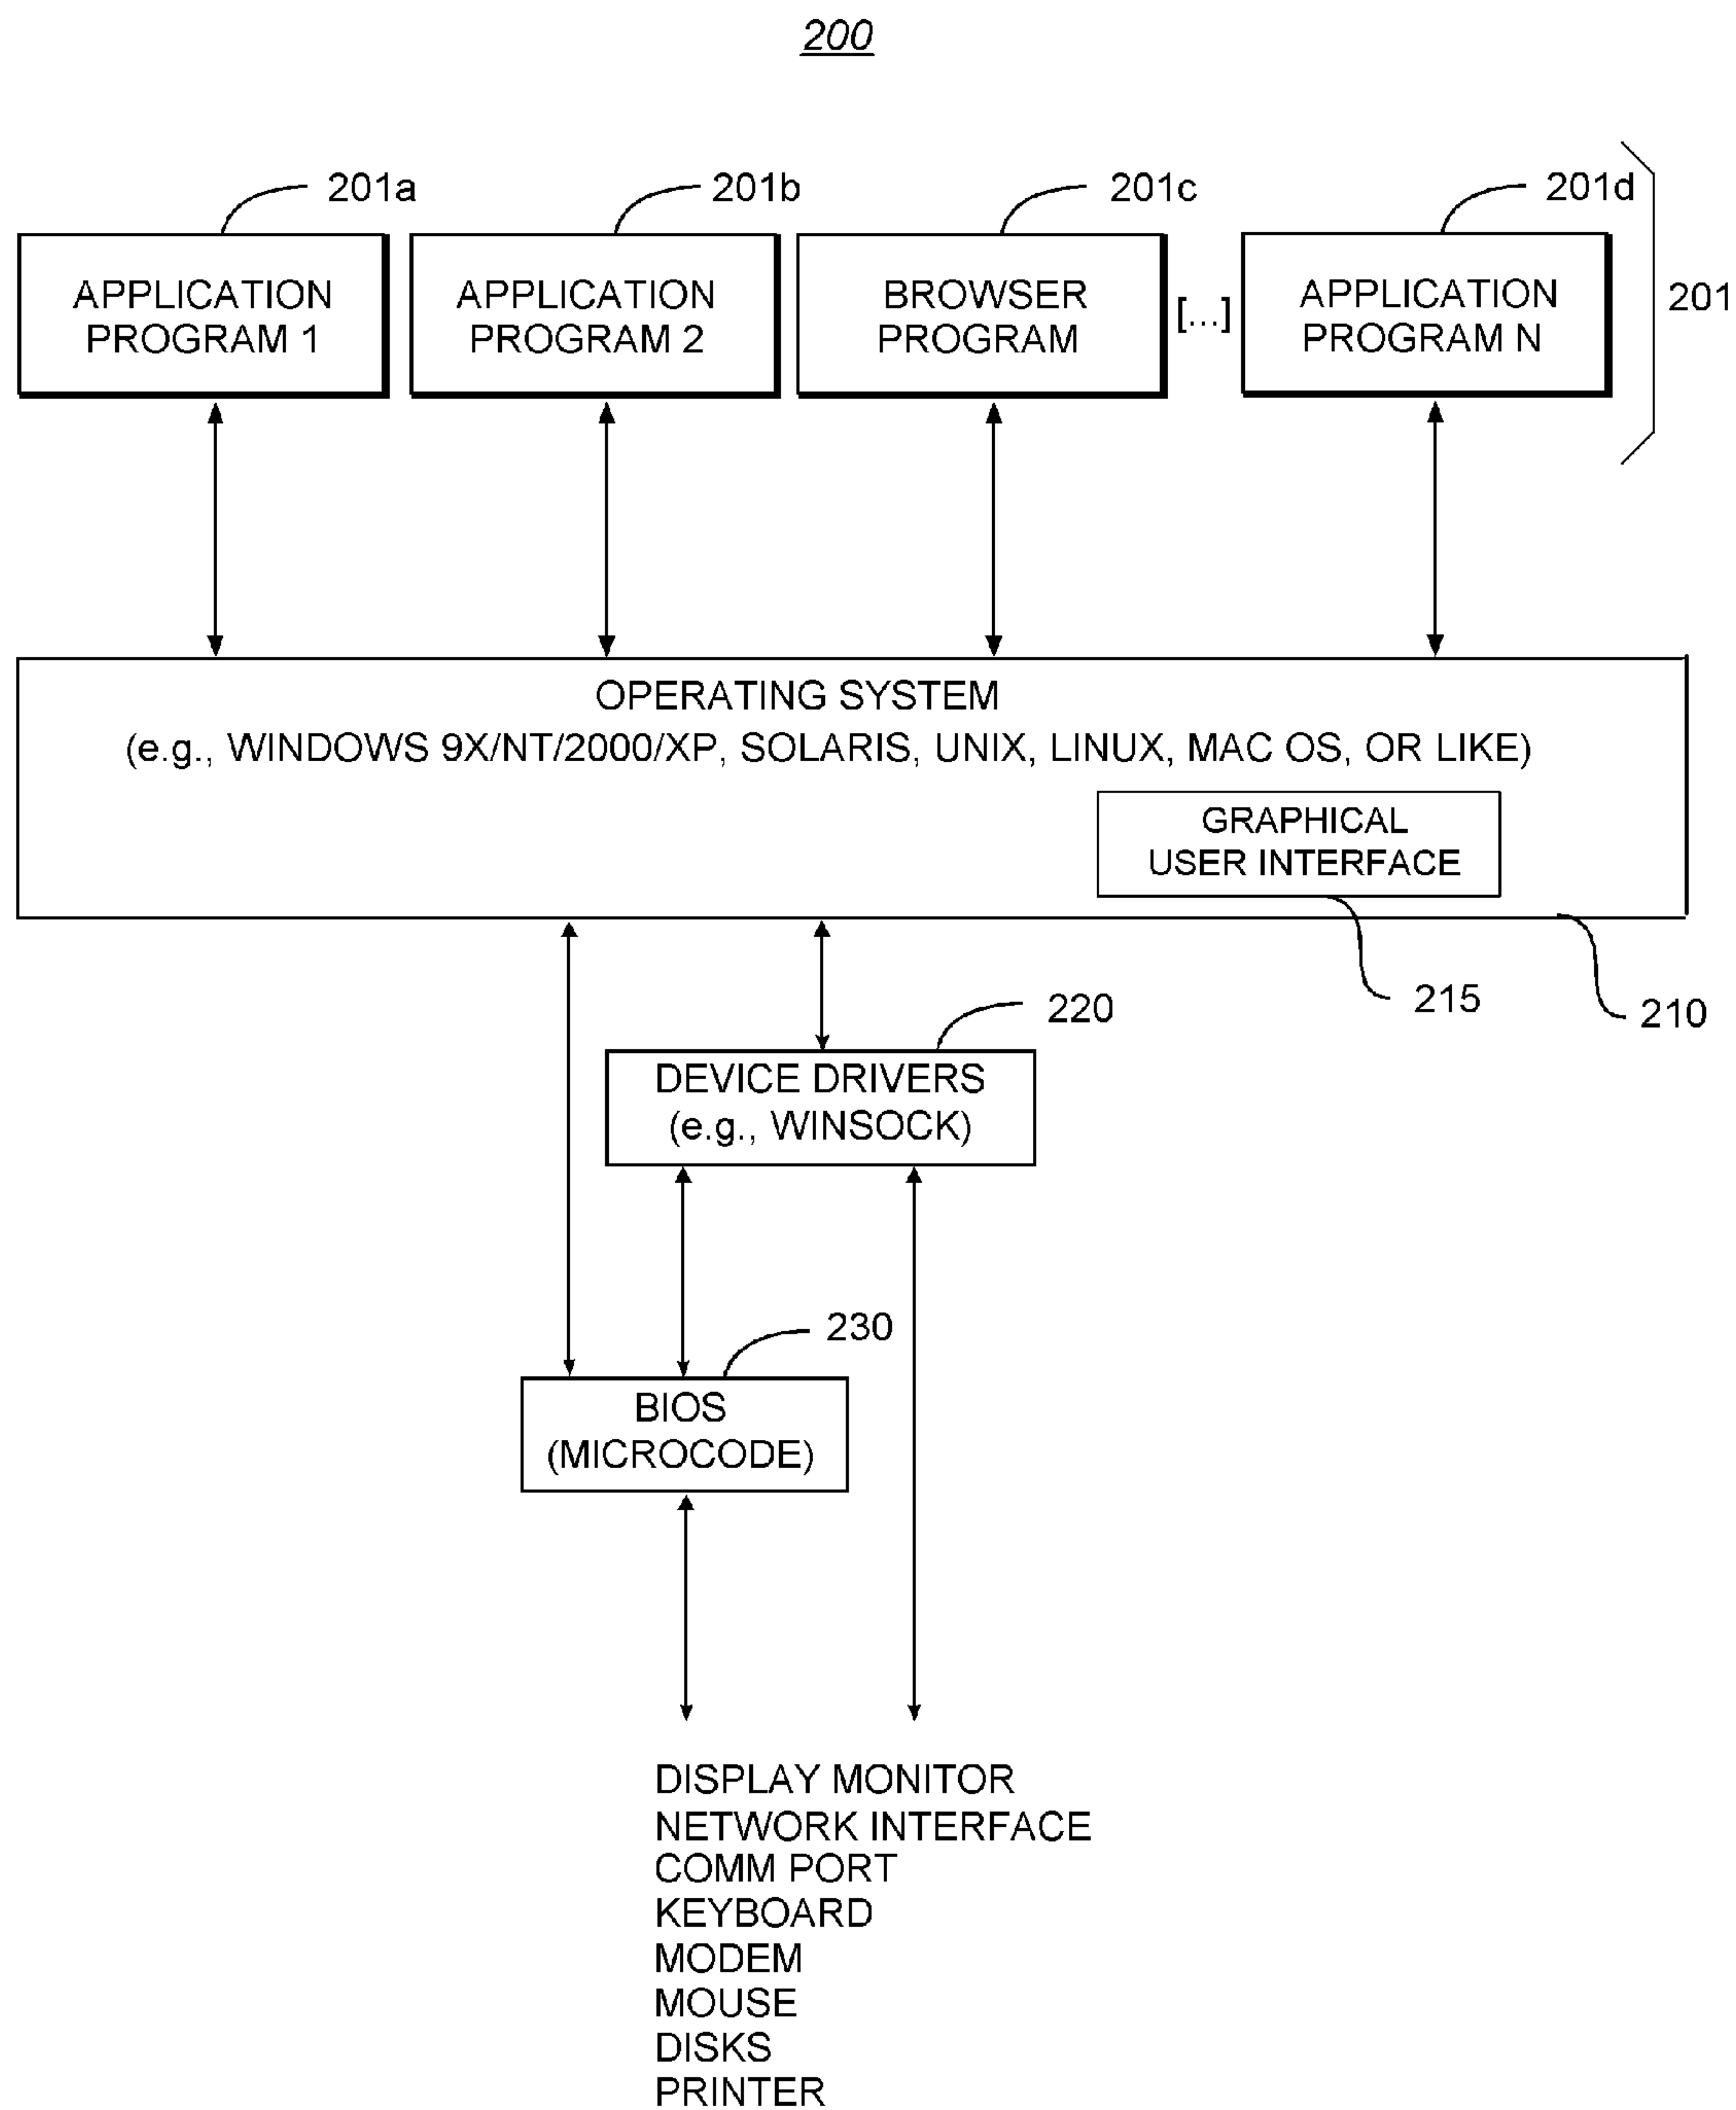 200
201a
201b
201c
201d
APPLICATION
PROGRAM 1
APPLICATION
PROGRAM 2
BROWSER
PROGRAM
[...]
APPLICATION
PROGRAM N
201
OPERATING SYSTEM
(e.g., WINDOWS 9X/NT/2000/XP, SOLARIS, UNIX, LINUX, MAC OS, OR LIKE)
GRAPHICAL
USER INTERFACE
215
210
220
DEVICE DRIVERS
(e.g., WINSOCK)
230
BIOS
(MICROCODE)
DISPLAY MONITOR
NETWORK INTERFACE
COMM PORT
KEYBOARD
MODEM
MOUSE
DISKS
PRINTER